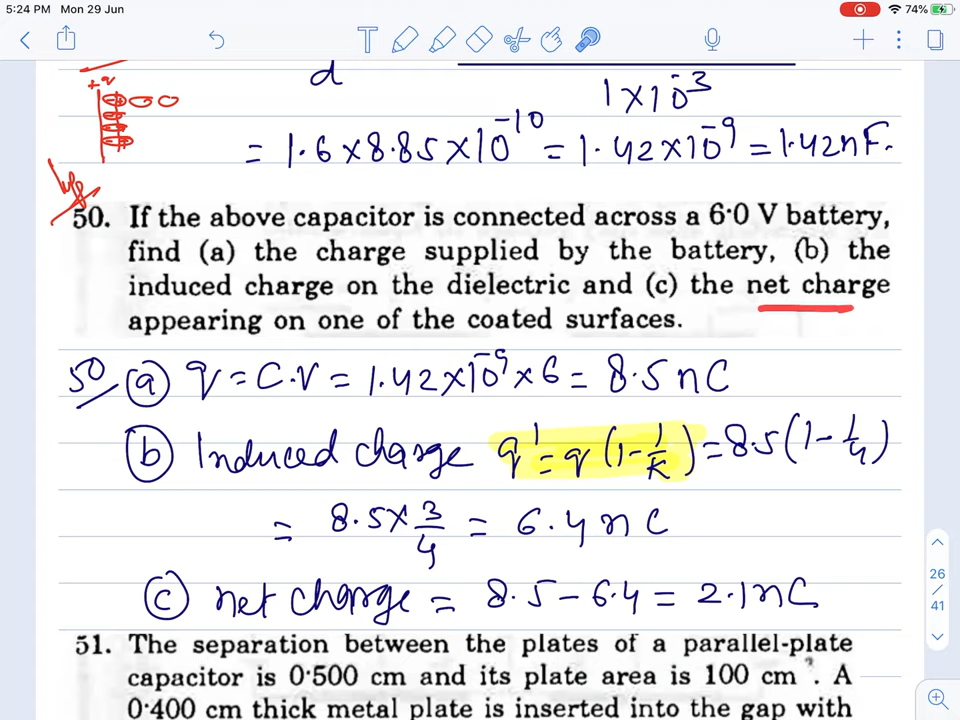 5:24 PM Mon 29 Jun
74%
+q
d
1×10⁻³
= 1.6×8.85×10⁻¹⁰ = 1.42×10⁻⁹ = 1.42nF.
50. If the above capacitor is connected across a 6·0 V battery,
find (a) the charge supplied by the battery, (b) the
induced charge on the dielectric and (c) the net charge
appearing on one of the coated surfaces.
50 (a) q = C.V = 1.42×10⁻⁹×6 = 8.5 nC
(b) Induced charge q' = q (1-1/k) = 8.5(1-1/4)
= 8.5×3/4 = 6.4 nC
(c) net charge = 8.5-6.4 = 2.1nC
51. The separation between the plates of a parallel-plate
capacitor is 0·500 cm and its plate area is 100 cm². A
0·400 cm thick metal plate is inserted into the gap with
26
41